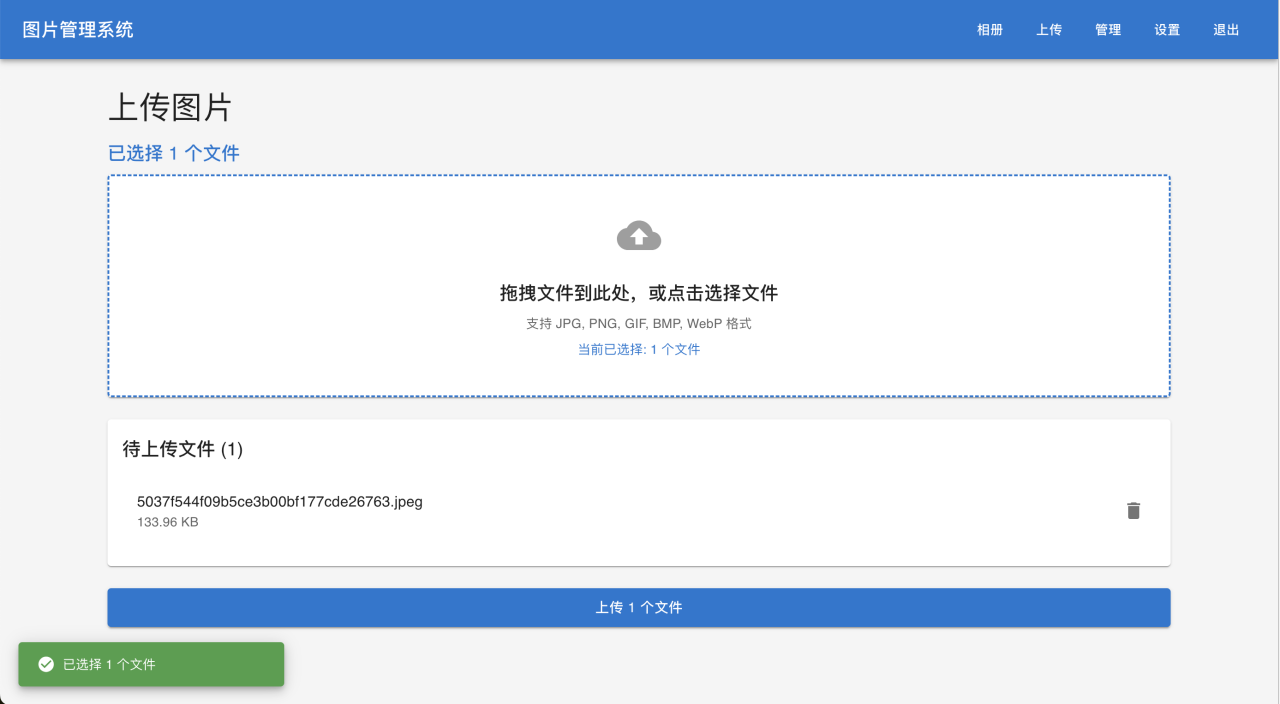 图片管理系统
相册 上传 管理 设置 退出
上传图片
已选择 1 个文件
拖拽文件到此处，或点击选择文件
支持 JPG, PNG, GIF, BMP, WebP 格式
当前已选择: 1 个文件
待上传文件 (1)
5037f544f09b5ce3b00bf177cde26763.jpeg
133.96 KB
上传 1 个文件
已选择 1 个文件